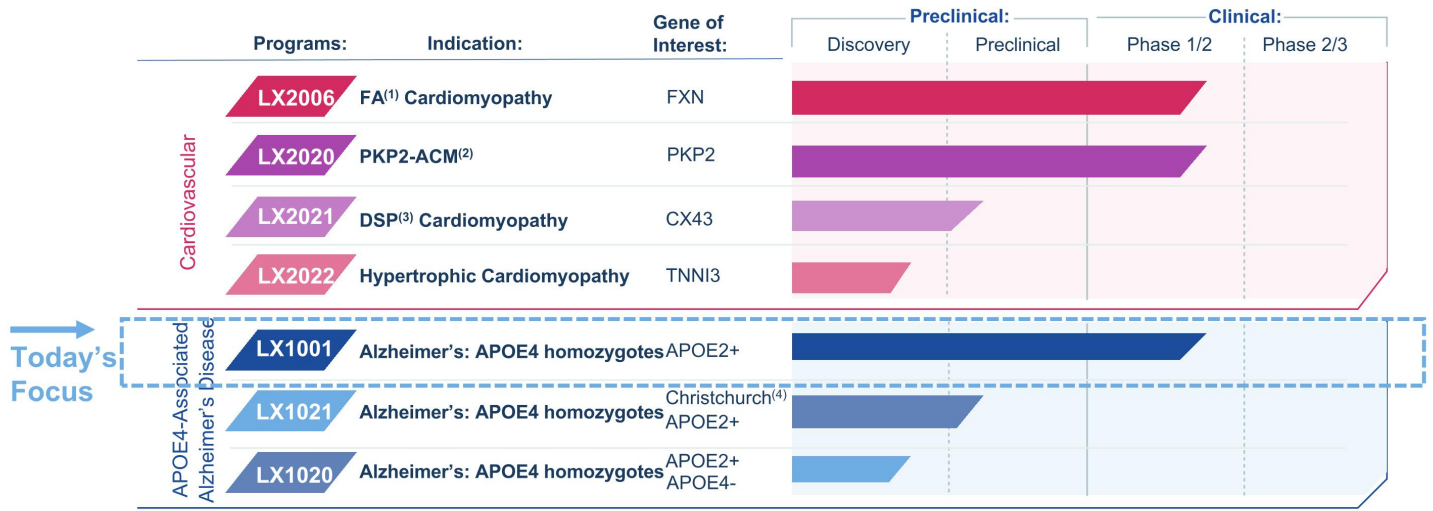 Preclinical:
Clinical:
Programs:
Indication:
Gene of
Interest:
Discovery
Preclinical
Phase 1/2
Phase 2/3
Cardiovascular
LX2006
FA(1) Cardiomyopathy
FXN
LX2020
PKP2-ACM(2)
PKP2
LX2021
DSP(3) Cardiomyopathy
CX43
LX2022
Hypertrophic Cardiomyopathy
TNNI3
Today's
Focus
APOE4-Associated
Alzheimer's Disease
LX1001
Alzheimer's: APOE4 homozygotes
APOE2+
LX1021
Alzheimer's: APOE4 homozygotes
Christchurch(4)
APOE2+
LX1020
Alzheimer's: APOE4 homozygotes
APOE2+
APOE4-